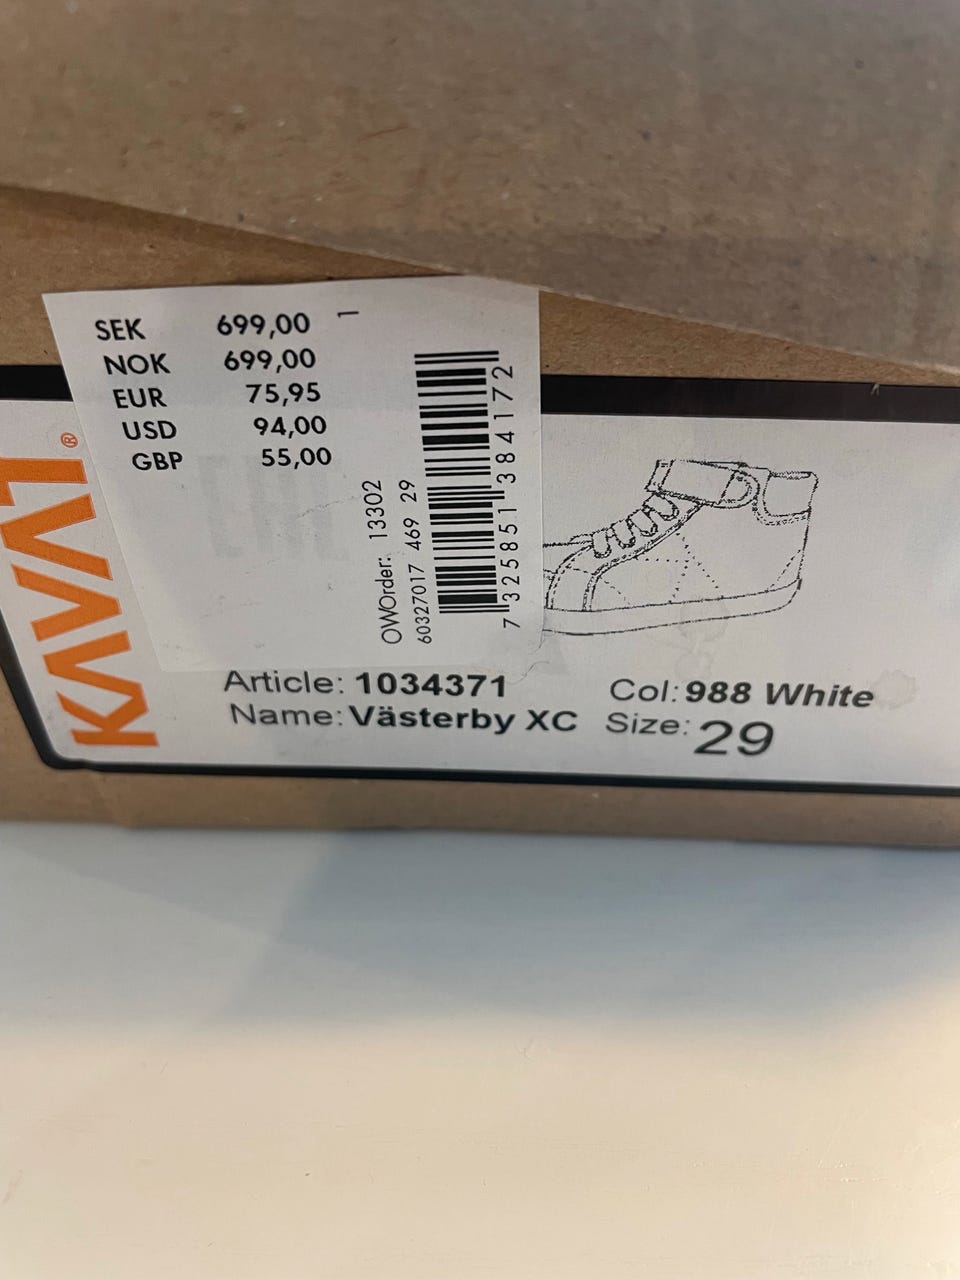 SEK 699,00 1
NOK 699,00
EUR 75,95
USD 94,00
GBP 55,00
OWOrder: 13302
60327017 469 29
7 325851 384172
KAVAT®
Article: 1034371
Name: Västerby XC
Col: 988 White
Size: 29